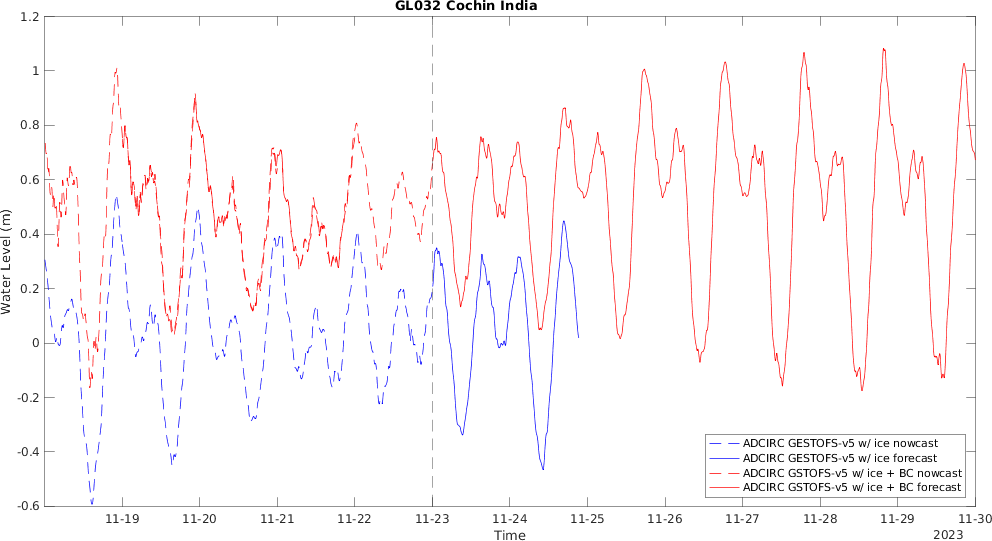 GL032 Cochin India
1.2
1
0.8
0.6
0.4
0.2
0
-0.2
-0.4
-0.6
Water Level (m)
ADCIRC GESTOFS-v5 w/ ice nowcast
ADCIRC GESTOFS-v5 w/ ice forecast
ADCIRC GSTOFS-v5 w/ ice + BC nowcast
ADCIRC GSTOFS-v5 w/ ice + BC forecast
11-19 11-20 11-21 11-22 11-23 11-24 11-25 11-26 11-27 11-28 11-29 11-30
Time
2023